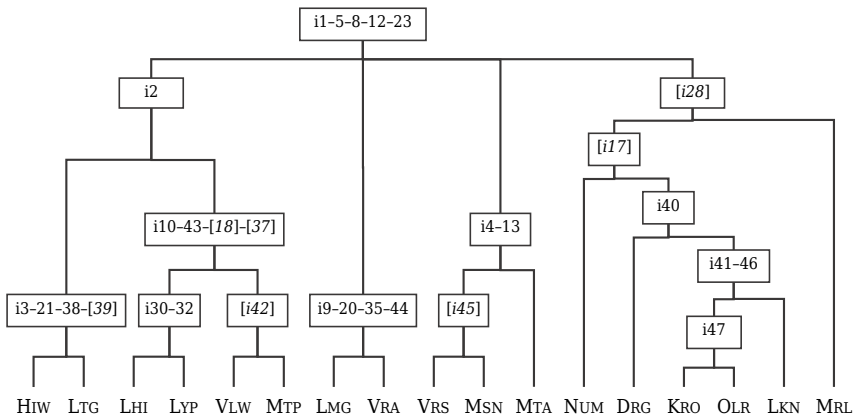 i1–5–8–12–23
i2
[i28]
[i17]
i40
i10–43–[18]–[37]
i4–13
i41–46
i3–21–38–[39]
i30–32
[i42]
i9–20–35–44
[i45]
i47
HIW LTG LHI LYP VLW MTP LMG VRA VRS MSN MTA NUM DRG KRO OLR LKN MRL